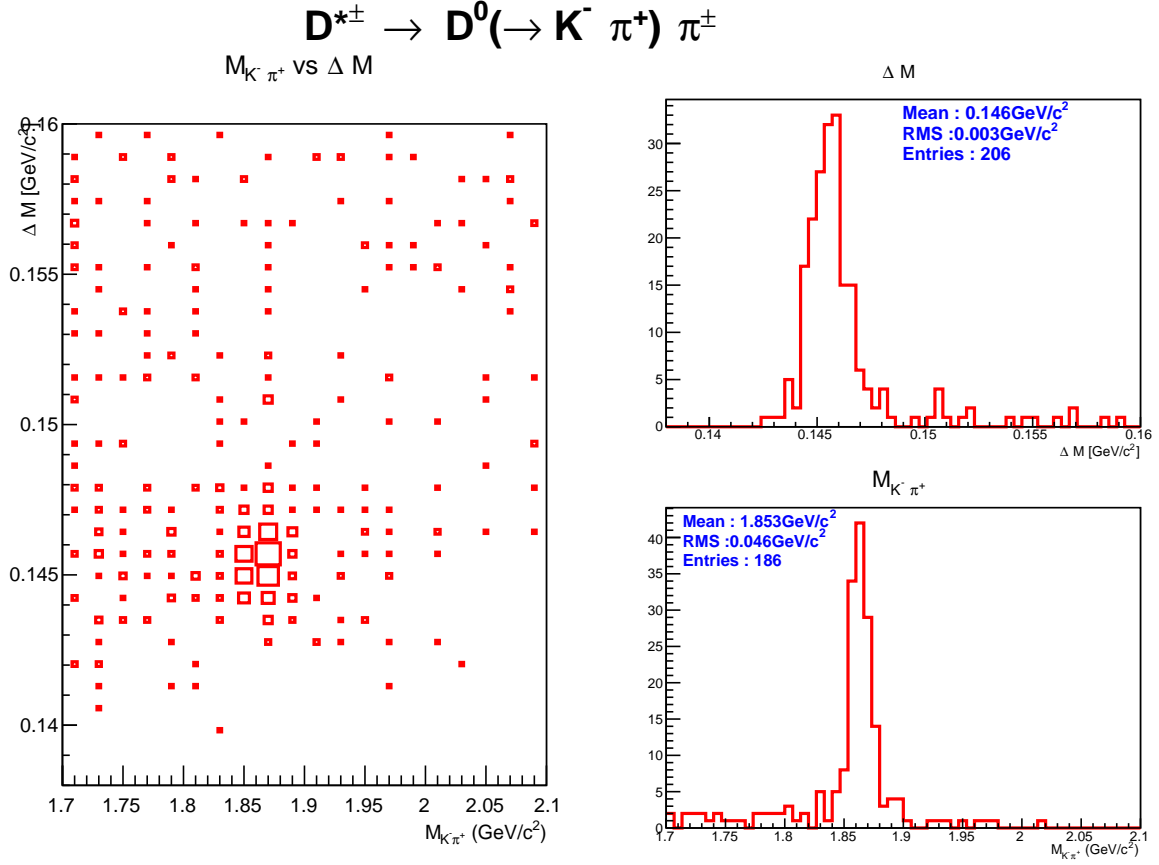 D*± → D⁰(→ K⁻ π⁺) π±
M_K⁻ π⁺ vs Δ M
Δ M [GeV/c²]
0.16
0.155
0.15
0.145
0.14
1.7 1.75 1.8 1.85 1.9 1.95 2 2.05 2.1
M_K⁻π⁺ (GeV/c²)
Δ M
Mean : 0.146GeV/c²
RMS :0.003GeV/c²
Entries : 206
30
25
20
15
10
5
0
0.14 0.145 0.15 0.155 0.16
Δ M [GeV/c²]
M_K⁻ π⁺
Mean : 1.853GeV/c²
RMS :0.046GeV/c²
Entries : 186
40
35
30
25
20
15
10
5
0
1.7 1.75 1.8 1.85 1.9 1.95 2 2.05 2.1
M_K⁻π⁺ (GeV/c²)